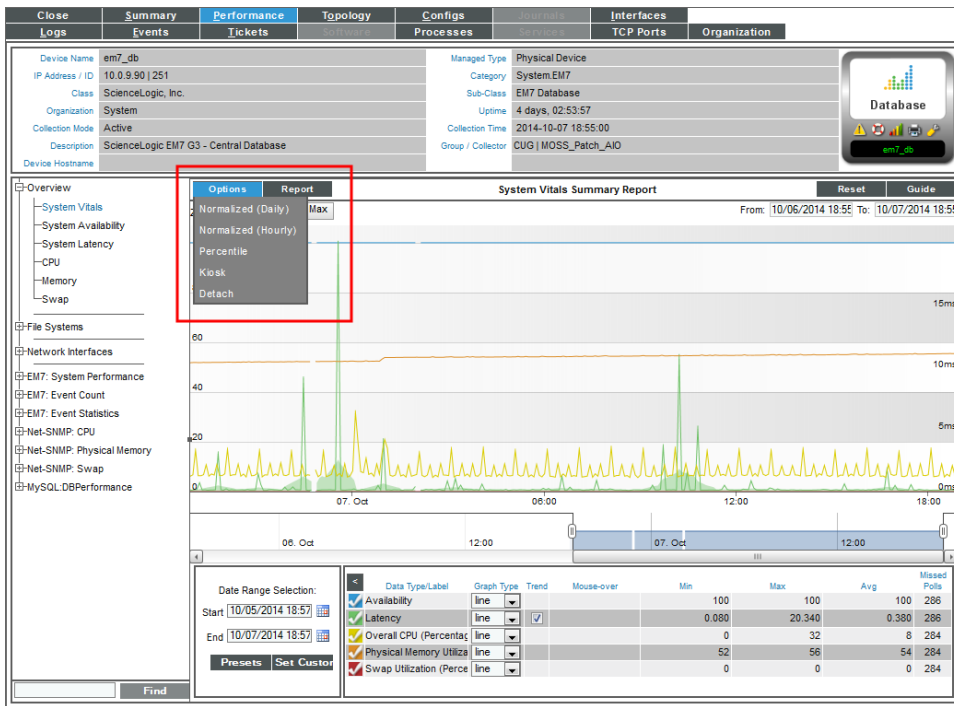 Close Summary Performance Topology Configs Journals Interfaces
Logs Events Tickets Software Processes Services TCP Ports Organization
Device Name em7_db Managed Type Physical Device
IP Address / ID 10.0.9.90 | 251 Category System.EM7
Class ScienceLogic, Inc. Sub-Class EM7 Database
Organization System Uptime 4 days, 02:53:57
Collection Mode Active Collection Time 2014-10-07 18:55:00
Description ScienceLogic EM7 G3 - Central Database Group / Collector CUG | MOSS_Patch_AIO
Device Hostname
Database
em7_db
Overview
System Vitals
System Availability
System Latency
CPU
Memory
Swap
File Systems
Network Interfaces
EM7: System Performance
EM7: Event Count
EM7: Event Statistics
Net-SNMP: CPU
Net-SNMP: Physical Memory
Net-SNMP: Swap
MySQL:DBPerformance
Find
Options Report System Vitals Summary Report Reset Guide
Normalized (Daily)
Normalized (Hourly)
Percentile
Kiosk
Detach
Max From: 10/06/2014 18:55 To: 10/07/2014 18:55
15ms
60
10ms
40
5ms
20
0 0ms
07. Oct 06:00 12:00 18:00
06. Oct 12:00 07. Oct 12:00
Date Range Selection:
Start 10/05/2014 18:57
End 10/07/2014 18:57
Presets Set Custor
< Data Type/Label Graph Type Trend Mouse-over Min Max Avg Missed Polls
Availability line 100 100 100 286
Latency line 0.080 20.340 0.380 286
Overall CPU (Percentag line 0 32 8 284
Physical Memory Utiliza line 52 56 54 284
Swap Utilization (Perce line 0 0 0 284